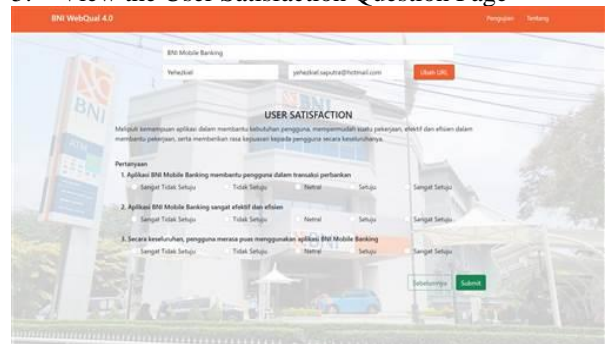 View the User Satisfaction Question Page
BNI WebQual 4.0
Pengujian Tentang
BNI Mobile Banking
Yehezkiel yehezkiel.saputra@hotmail.com Ubah URL
BNI
BNI
ATM
USER SATISFACTION
Meliputi kemampuan aplikasi dalam membantu kebutuhan pengguna, mempermudah suatu pekerjaan, efektif dan efisien dalam
membantu pekerjaan, serta memberikan rasa kepuasan kepada pengguna secara keseluruhanya.
Pertanyaan
1. Aplikasi BNI Mobile Banking membantu pengguna dalam transaksi perbankan
Sangat Tidak Setuju Tidak Setuju Netral Setuju Sangat Setuju
2. Aplikasi BNI Mobile Banking sangat efektif dan efisien
Sangat Tidak Setuju Tidak Setuju Netral Setuju Sangat Setuju
3. Secara keseluruhan, pengguna merasa puas menggunakan aplikasi BNI Mobile Banking
Sangat Tidak Setuju Tidak Setuju Netral Setuju Sangat Setuju
Sebelumnya Submit